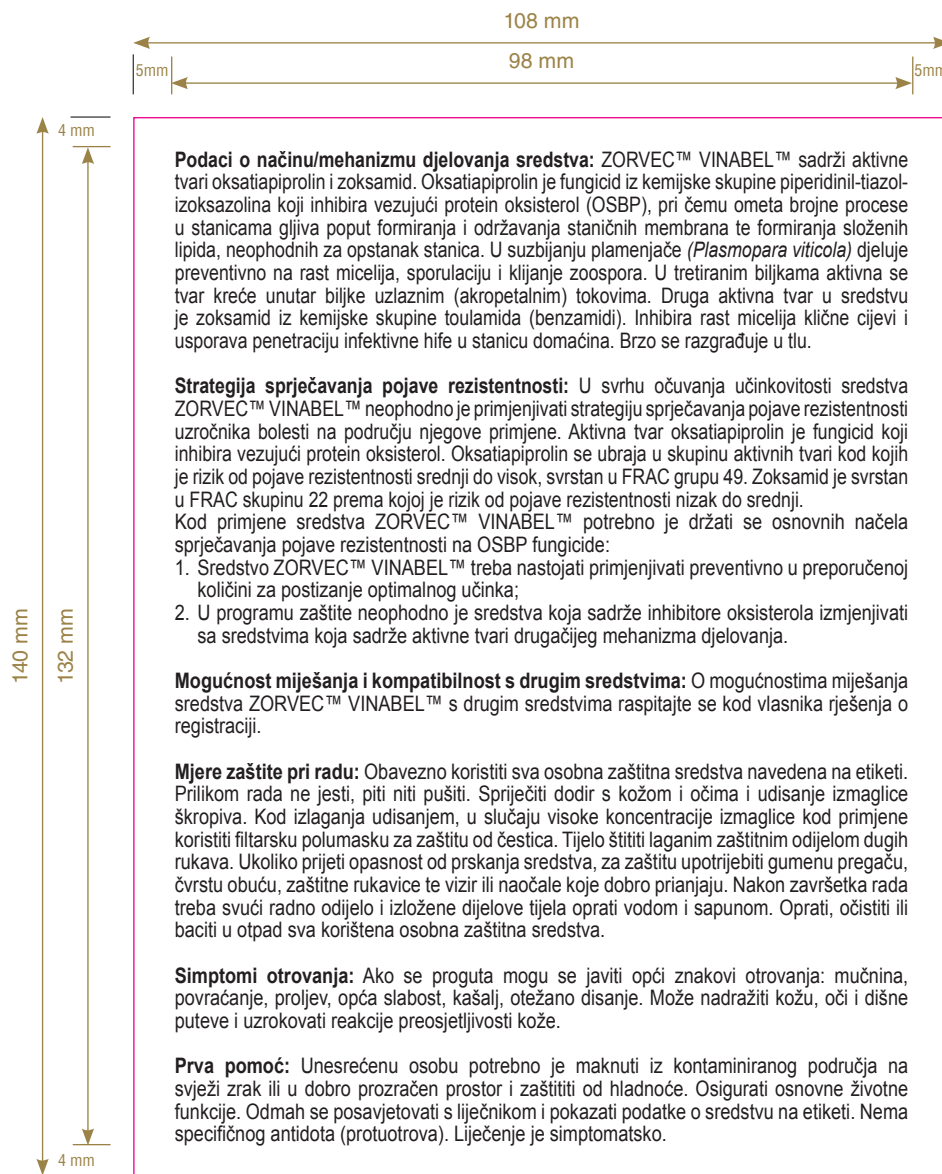 108 mm
5mm
98 mm
5mm
4 mm
140 mm
132 mm
Podaci o načinu/mehanizmu djelovanja sredstva: ZORVEC™ VINABEL™ sadrži aktivne
tvari oksatiapiprolin i zoksamid. Oksatiapiprolin je fungicid iz kemijske skupine piperidinil-tiazol-
izoksazolina koji inhibira vezujući protein oksisterol (OSBP), pri čemu ometa brojne procese
u stanicama gljiva poput formiranja i održavanja staničnih membrana te formiranja složenih
lipida, neophodnih za opstanak stanica. U suzbijanju plamenjače (Plasmopara viticola) djeluje
preventivno na rast micelija, sporulaciju i klijanje zoospora. U tretiranim biljkama aktivna se
tvar kreće unutar biljke uzlaznim (akropetalnim) tokovima. Druga aktivna tvar u sredstvu
je zoksamid iz kemijske skupine toulamida (benzamidi). Inhibira rast micelija klične cijevi i
usporava penetraciju infektivne hife u stanicu domaćina. Brzo se razgrađuje u tlu.
Strategija sprječavanja pojave rezistentnosti: U svrhu očuvanja učinkovitosti sredstva
ZORVEC™ VINABEL™ neophodno je primjenjivati strategiju sprječavanja pojave rezistentnosti
uzročnika bolesti na području njegove primjene. Aktivna tvar oksatiapiprolin je fungicid koji
inhibira vezujući protein oksisterol. Oksatiapiprolin se ubraja u skupinu aktivnih tvari kod kojih
je rizik od pojave rezistentnosti srednji do visok, svrstan u FRAC grupu 49. Zoksamid je svrstan
u FRAC skupinu 22 prema kojoj je rizik od pojave rezistentnosti nizak do srednji.
Kod primjene sredstva ZORVEC™ VINABEL™ potrebno je držati se osnovnih načela
sprječavanja pojave rezistentnosti na OSBP fungicide:
1. Sredstvo ZORVEC™ VINABEL™ treba nastojati primjenjivati preventivno u preporučenoj
količini za postizanje optimalnog učinka;
2. U programu zaštite neophodno je sredstva koja sadrže inhibitore oksisterola izmjenjivati
sa sredstvima koja sadrže aktivne tvari drugačijeg mehanizma djelovanja.
Mogućnost miješanja i kompatibilnost s drugim sredstvima: O mogućnostima miješanja
sredstva ZORVEC™ VINABEL™ s drugim sredstvima raspitajte se kod vlasnika rješenja o
registraciji.
Mjere zaštite pri radu: Obavezno koristiti sva osobna zaštitna sredstva navedena na etiketi.
Prilikom rada ne jesti, piti niti pušiti. Spriječiti dodir s kožom i očima i udisanje izmaglice
škropiva. Kod izlaganja udisanjem, u slučaju visoke koncentracije izmaglice kod primjene
koristiti filtarsku polumasku za zaštitu od čestica. Tijelo štititi laganim zaštitnim odijelom dugih
rukava. Ukoliko prijeti opasnost od prskanja sredstva, za zaštitu upotrijebiti gumenu pregaču,
čvrstu obuću, zaštitne rukavice te vizir ili naočale koje dobro prianjaju. Nakon završetka rada
treba svući radno odijelo i izložene dijelove tijela oprati vodom i sapunom. Oprati, očistiti ili
baciti u otpad sva korištena osobna zaštitna sredstva.
Simptomi otrovanja: Ako se proguta mogu se javiti opći znakovi otrovanja: mučnina,
povraćanje, proljev, opća slabost, kašalj, otežano disanje. Može nadražiti kožu, oči i dišne
puteve i uzrokovati reakcije preosjetljivosti kože.
Prva pomoć: Unesrećenu osobu potrebno je maknuti iz kontaminiranog područja na
svježi zrak ili u dobro prozračen prostor i zaštititi od hladnoće. Osigurati osnovne životne
funkcije. Odmah se posavjetovati s liječnikom i pokazati podatke o sredstvu na etiketi. Nema
specifičnog antidota (protuotrova). Liječenje je simptomatsko.
4 mm